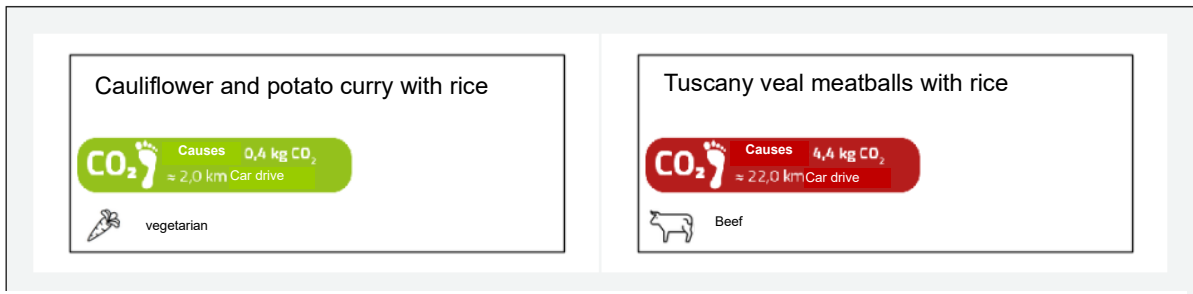 Cauliflower and potato curry with rice
CO₂ Causes 0,4 kg CO₂
≈ 2,0 km Car drive
vegetarian
Tuscany veal meatballs with rice
CO₂ Causes 4,4 kg CO₂
≈ 22,0 km Car drive
Beef